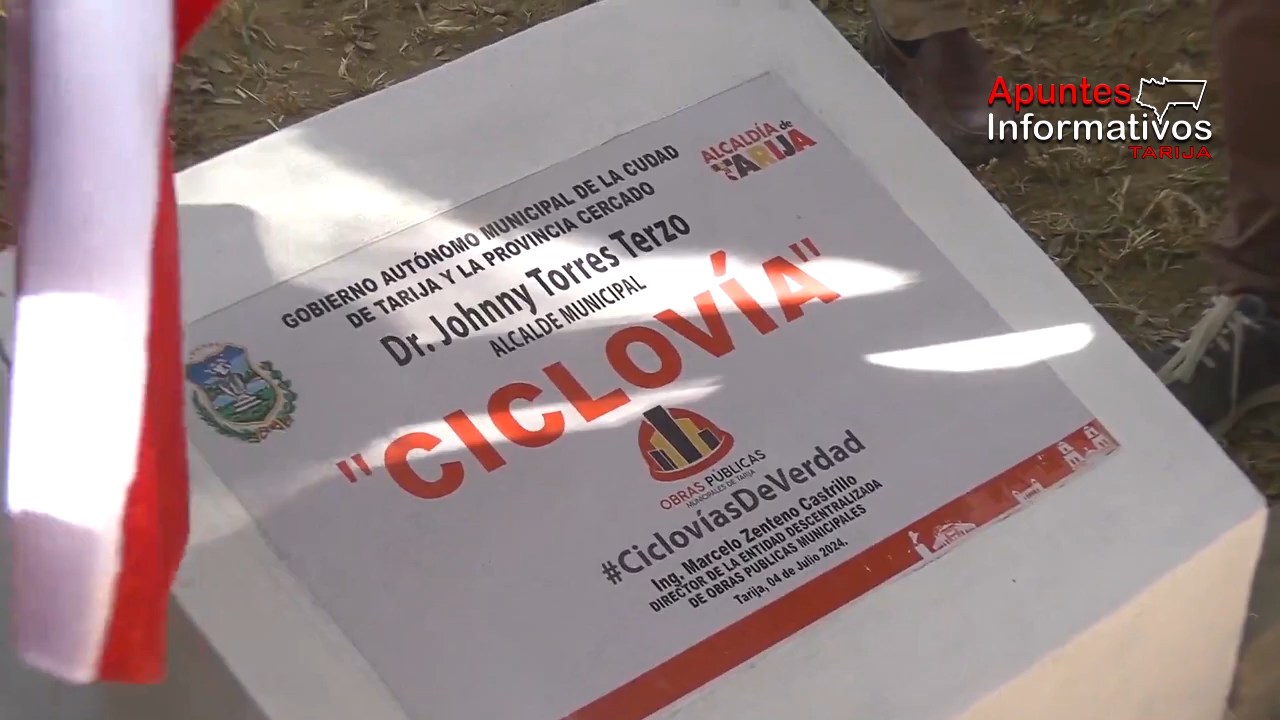 Apuntes
Informativos
TARIJA
ALCALDÍA de
TARIJA
GOBIERNO AUTÓNOMO MUNICIPAL DE LA CUDAD
DE TARIJA Y LA PROVINCIA CERCADO
Dr. Johnny Torres Terzo
ALCALDE MUNICIPAL
"CICLOVÍA"
OBRAS PÚBLICAS
MUNICIPALES DE TARIJA
#CiclovíasDeVerdad
Ing. Marcelo Zenteno Castrillo
DIRECTOR DE LA ENTIDAD DESCENTRALIZADA
DE OBRAS PÚBLICAS MUNICIPALES
Tarija, 04 de Julio 2024.